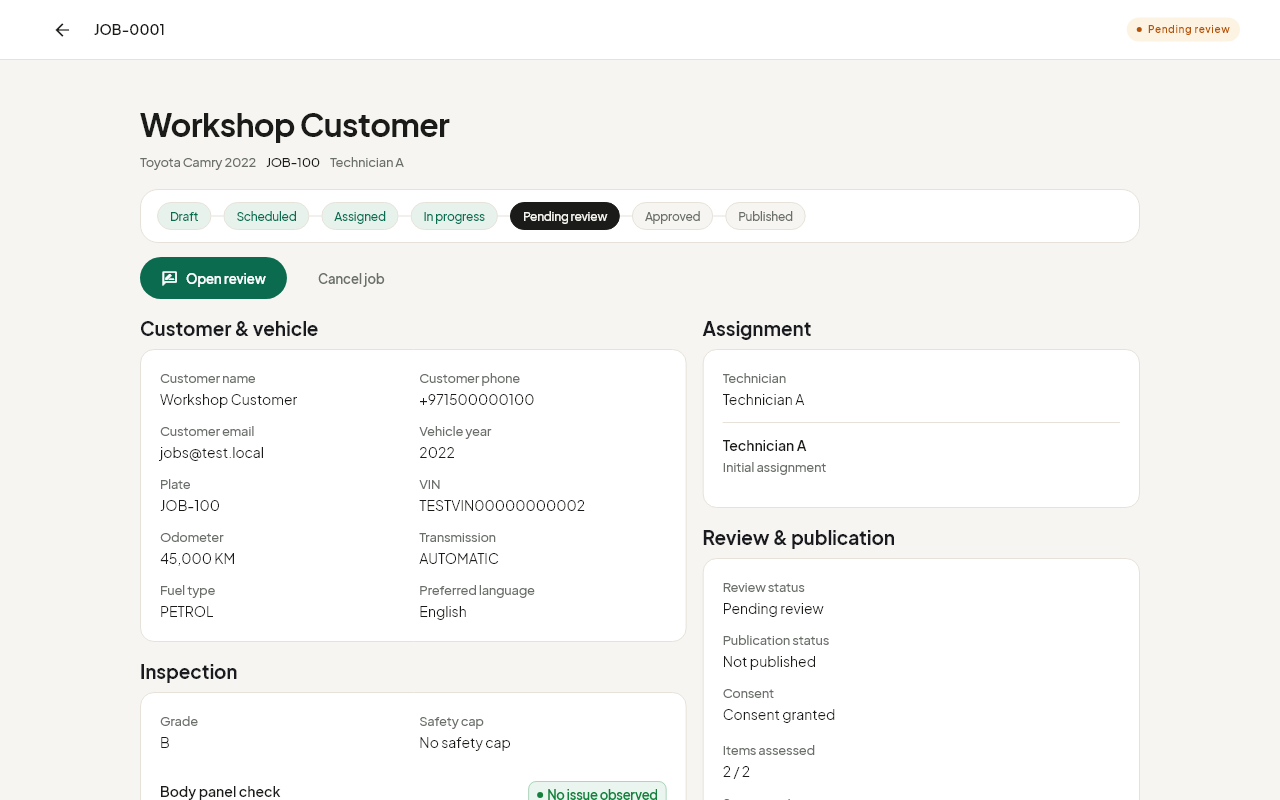 JOB-0001
Pending review
Workshop Customer
Toyota Camry 2022 JOB-100 Technician A
Draft Scheduled Assigned In progress Pending review Approved Published
Open review Cancel job
Customer & vehicle
Customer name Customer phone
Workshop Customer +971500000100
Customer email Vehicle year
jobs@test.local 2022
Plate VIN
JOB-100 TESTVIN00000000002
Odometer Transmission
45,000 KM AUTOMATIC
Fuel type Preferred language
PETROL English
Inspection
Grade Safety cap
B No safety cap
Body panel check No issue observed
Assignment
Technician
Technician A
Technician A
Initial assignment
Review & publication
Review status
Pending review
Publication status
Not published
Consent
Consent granted
Items assessed
2 / 2